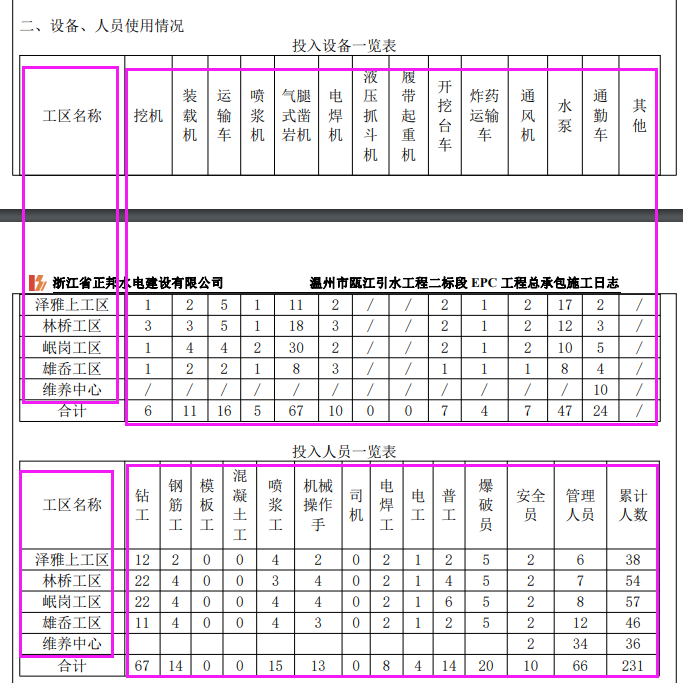 二、设备、人员使用情况
投入设备一览表
工区名称 挖机 装载机 运输车 喷浆机 气腿式凿岩机 电焊机 液压抓斗机 履带起重机 开挖台车 炸药运输车 通风机 水泵 通勤车 其他
浙江省正邦水电建设有限公司 温州市瓯江引水工程二标段 EPC 工程总承包施工日志
泽雅上工区 1 2 5 1 11 2 / / 2 1 2 17 2 /
林桥工区 3 3 5 1 18 3 / / 2 1 2 12 3 /
岷岗工区 1 4 4 2 30 2 / / 2 1 2 10 5 /
雄岙工区 1 2 2 1 8 3 / / 1 1 1 8 4 /
维养中心 / / / / / / / / / / / / 10 /
合计 6 11 16 5 67 10 0 0 7 4 7 47 24 /
投入人员一览表
工区名称 钻工 钢筋工 模板工 混凝土工 喷浆工 机械操作手 司机 电焊工 电工 普工 爆破员 安全员 管理人员 累计人数
泽雅上工区 12 2 0 0 4 2 0 2 1 2 5 2 6 38
林桥工区 22 4 0 0 3 4 0 2 1 4 5 2 7 54
岷岗工区 22 4 0 0 4 4 0 2 1 6 5 2 8 57
雄岙工区 11 4 0 0 4 3 0 2 1 2 5 2 12 46
维养中心 2 34 36
合计 67 14 0 0 15 13 0 8 4 14 20 10 66 231